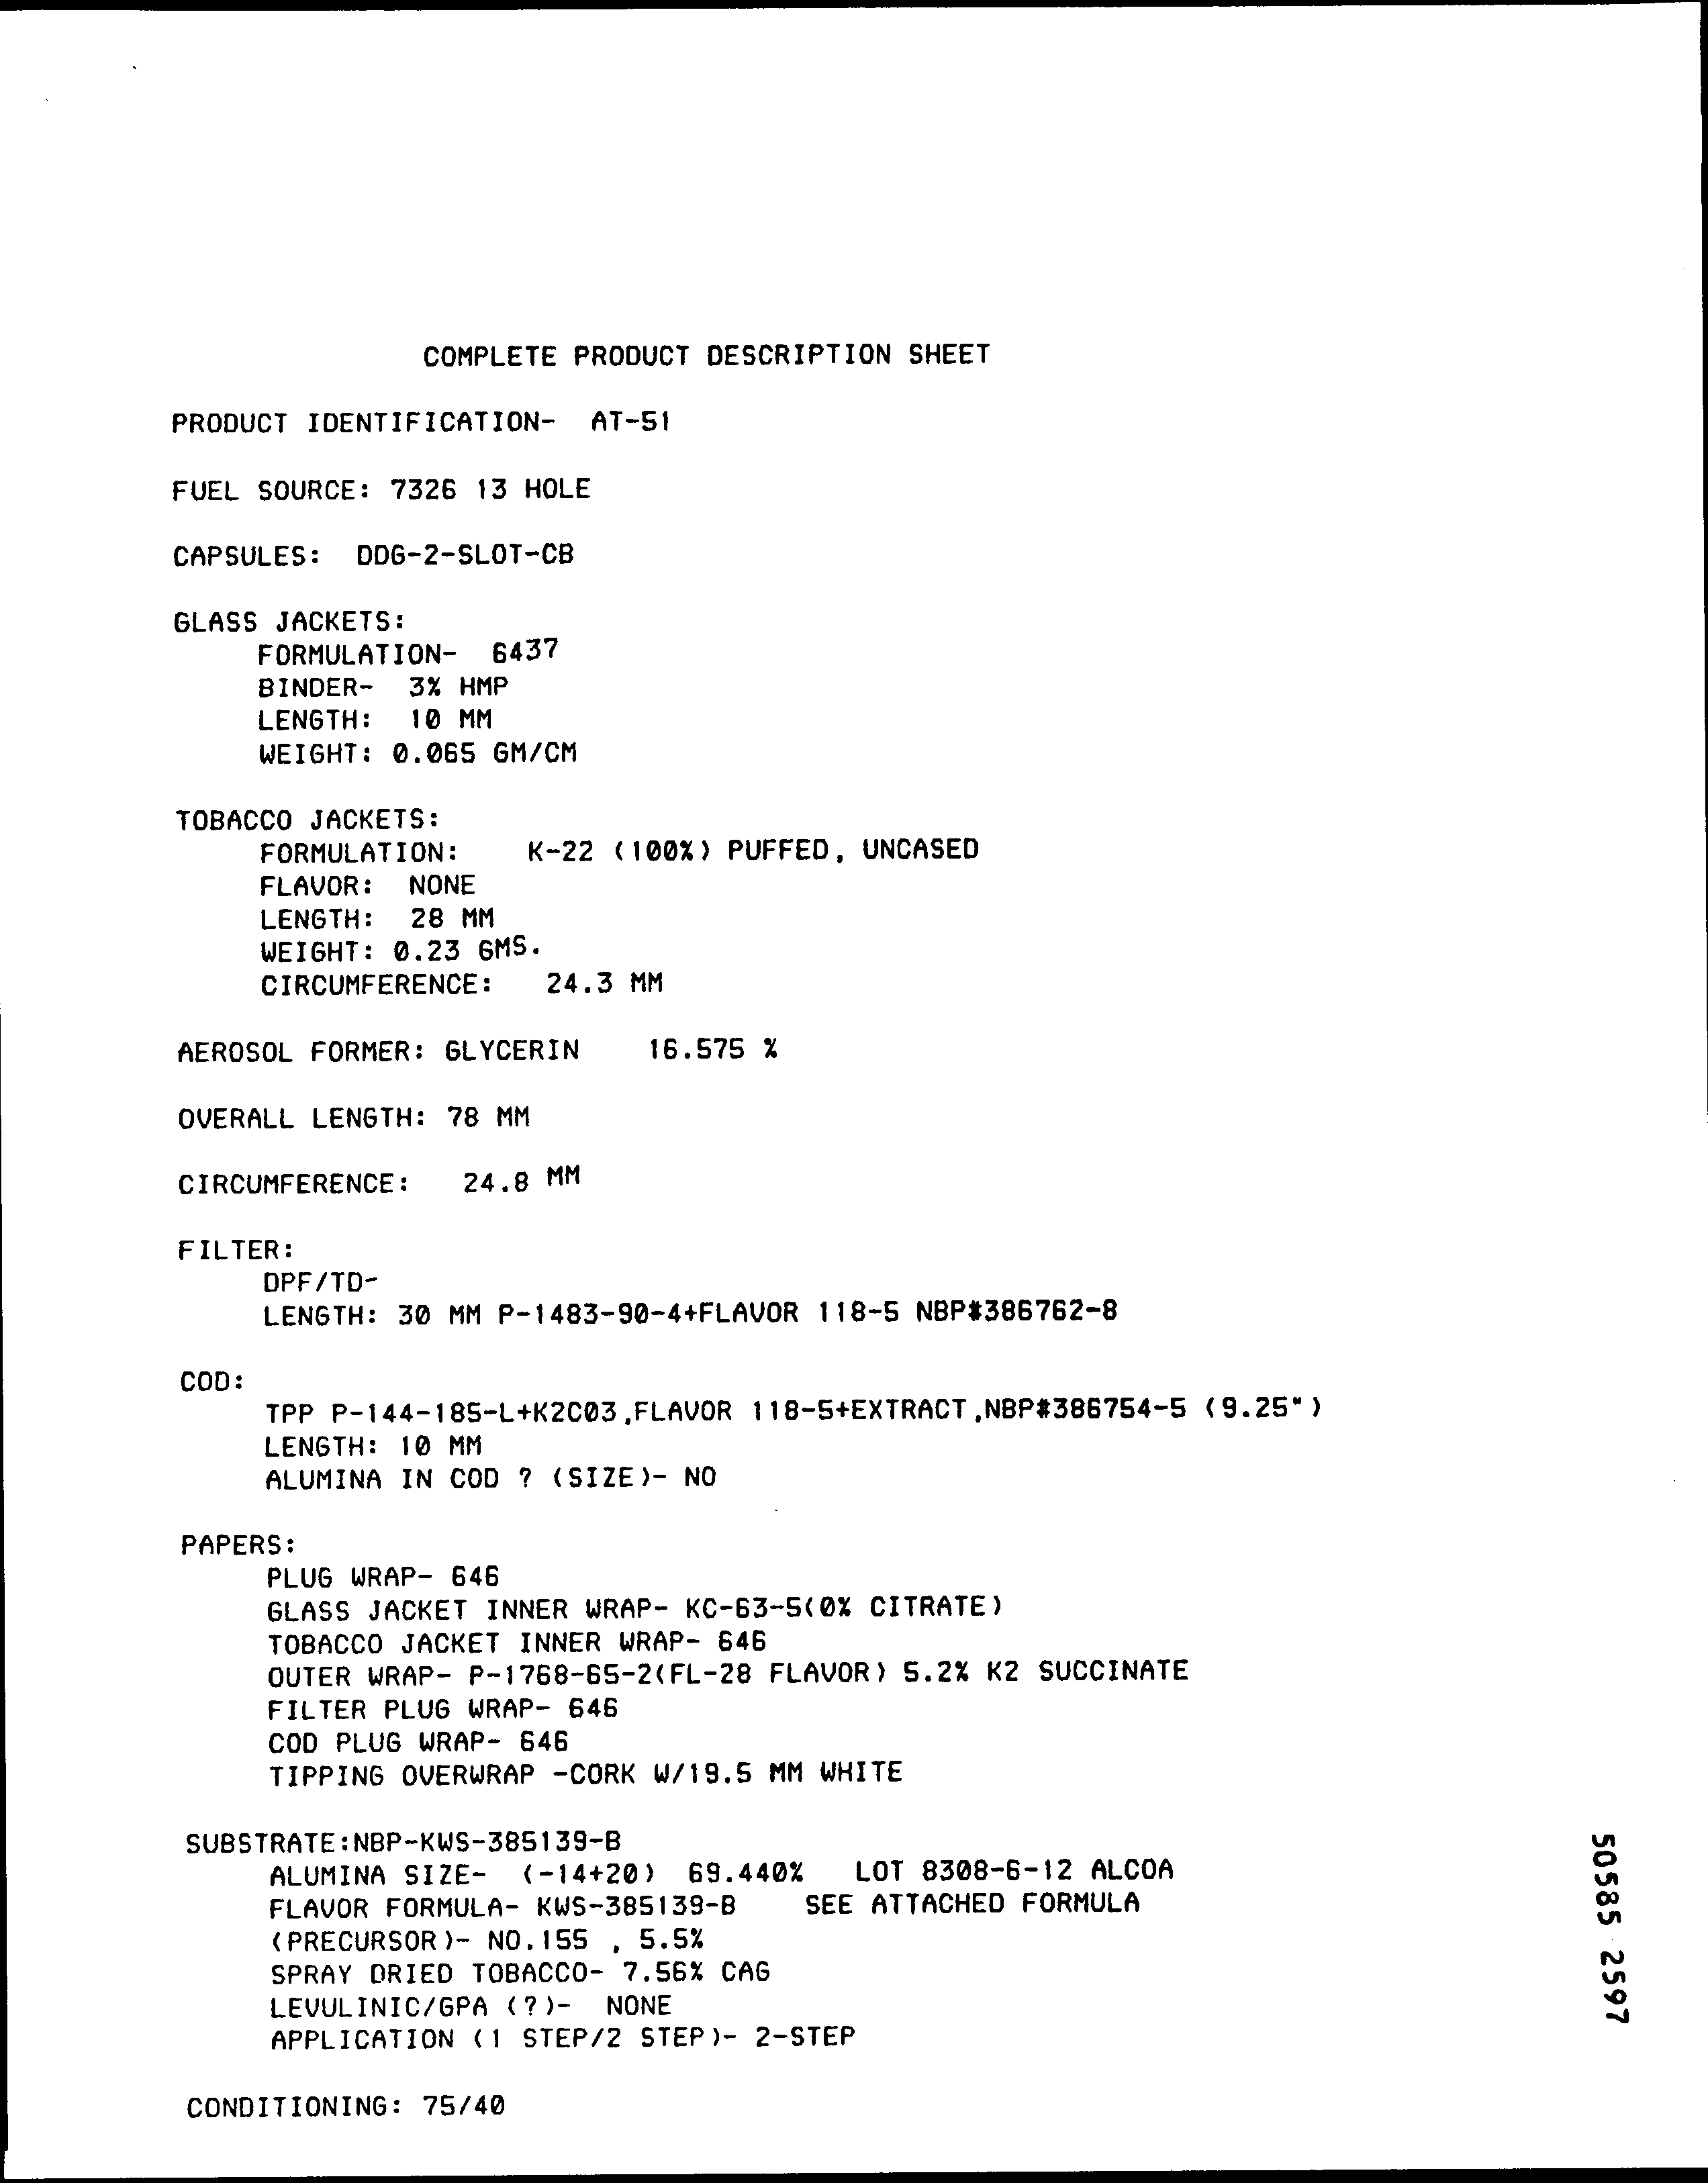 COMPLETE PRODUCT DESCRIPTION SHEET
PRODUCT IDENTIFICATION- AT-51
FUEL SOURCE: 7326 13 HOLE
CAPSULES: DDG-2-SLOT-CB
GLASS JACKETS:
FORMULATION- 6437
BINDER- 3% HMP
LENGTH: 10 MM
WEIGHT: 0.065 GM/CM
TOBACCO JACKETS:
FORMULATION: K-22 (100%) PUFFED, UNCASED
FLAVOR: NONE
LENGTH: 28 MM
WEIGHT: 0.23 GMS.
CIRCUMFERENCE: 24.3 MM
AEROSOL FORMER: GLYCERIN 16.575 %
OVERALL LENGTH: 78 MM
CIRCUMFERENCE: 24.8 MM
FILTER:
DPF/TD-
LENGTH: 30 MM P-1483-90-4+FLAVOR 118-5 NBP#386762-8
COD:
TPP P-144-185-L+K2CO3,FLAVOR 118-5+EXTRACT,NBP#386754-5 (9.25")
LENGTH: 10 MM
ALUMINA IN COD ? (SIZE)- NO
PAPERS:
PLUG WRAP- 646
GLASS JACKET INNER WRAP- KC-63-5(0% CITRATE)
TOBACCO JACKET INNER WRAP- 646
OUTER WRAP- P-1768-65-2(FL-28 FLAVOR) 5.2% K2 SUCCINATE
FILTER PLUG WRAP- 646
COD PLUG WRAP- 646
TIPPING OVERWRAP -CORK W/19.5 MM WHITE
SUBSTRATE:NBP-KWS-385139-B
ALUMINA SIZE- (-14+20) 69.440% LOT 8308-6-12 ALCOA
FLAVOR FORMULA- KWS-385139-B SEE ATTACHED FORMULA
(PRECURSOR)- NO.155 , 5.5%
SPRAY DRIED TOBACCO- 7.56% CAG
LEVULINIC/GPA (?)- NONE
APPLICATION (1 STEP/2 STEP)- 2-STEP
CONDITIONING: 75/40
50585 2597